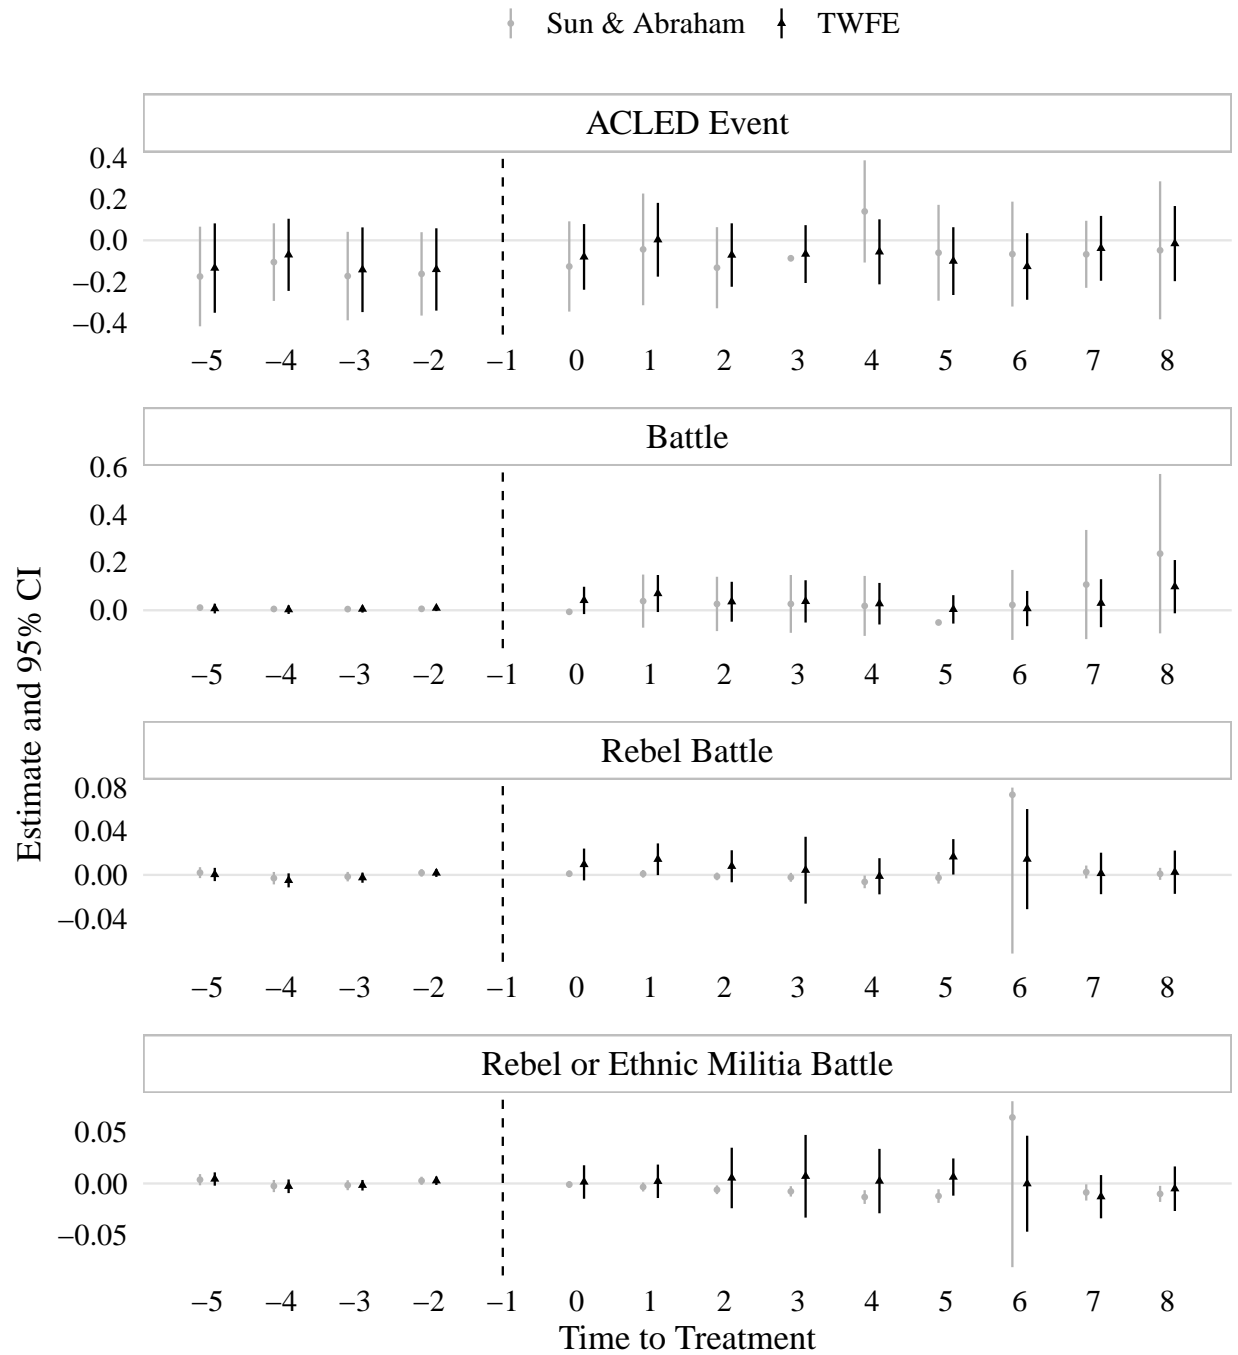 Sun & Abraham TWFE
ACLED Event
0.4
0.2
0.0
−0.2
−0.4
−5 −4 −3 −2 −1 0 1 2 3 4 5 6 7 8
Battle
0.6
0.4
0.2
0.0
−5 −4 −3 −2 −1 0 1 2 3 4 5 6 7 8
Estimate and 95% CI
Rebel Battle
0.08
0.04
0.00
−0.04
−5 −4 −3 −2 −1 0 1 2 3 4 5 6 7 8
Rebel or Ethnic Militia Battle
0.05
0.00
−0.05
−5 −4 −3 −2 −1 0 1 2 3 4 5 6 7 8
Time to Treatment